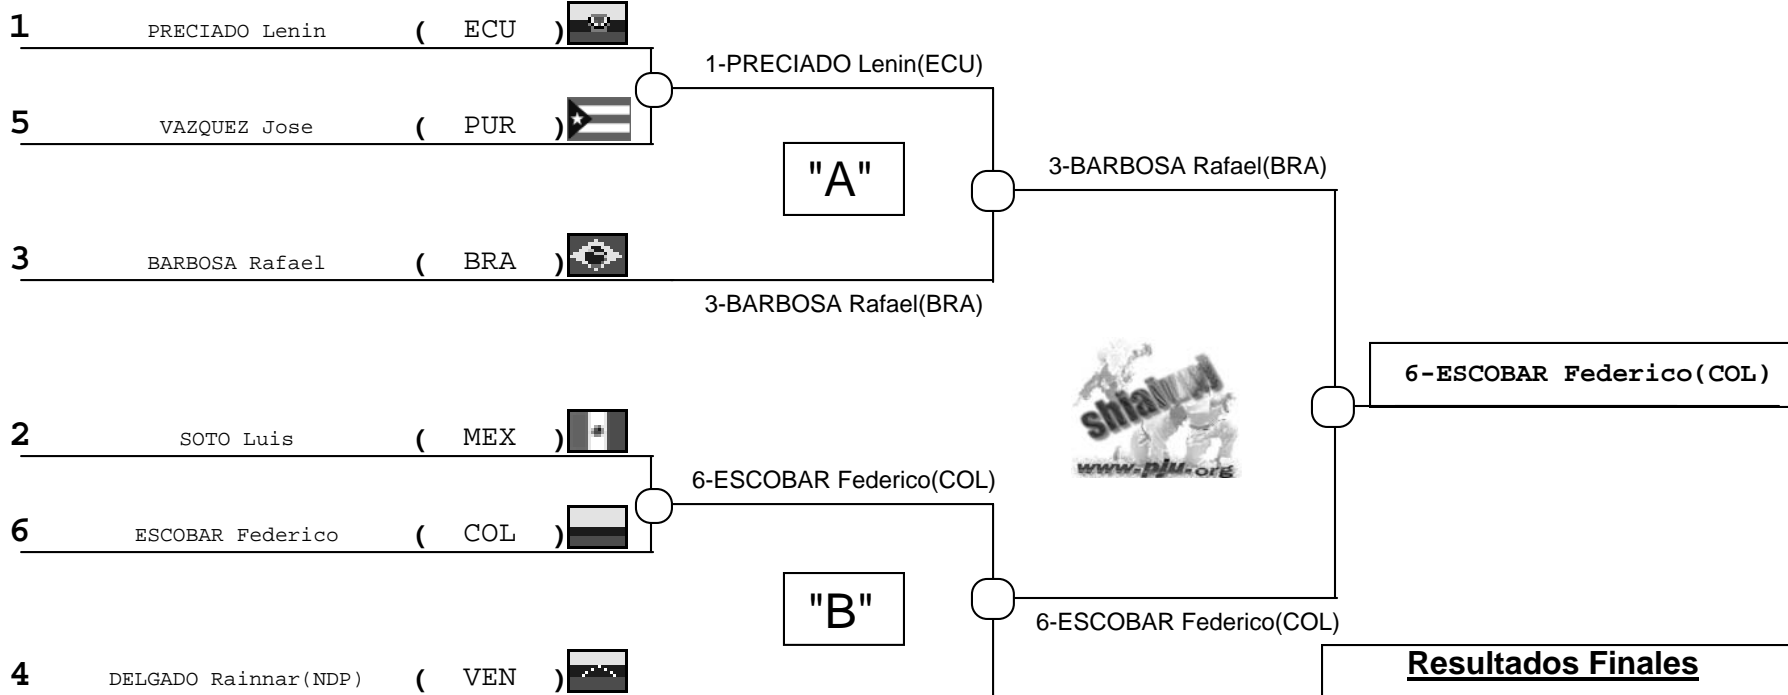 1 PRECIADO Lenin ( ECU )
1-PRECIADO Lenin(ECU)
5 VAZQUEZ Jose ( PUR )
"A"
3-BARBOSA Rafael(BRA)
3 BARBOSA Rafael ( BRA )
3-BARBOSA Rafael(BRA)
6-ESCOBAR Federico(COL)
shiai
www.pju.org
2 SOTO Luis ( MEX )
6-ESCOBAR Federico(COL)
6 ESCOBAR Federico ( COL )
"B"
6-ESCOBAR Federico(COL)
Resultados Finales
4 DELGADO Rainnar(NDP) ( VEN )